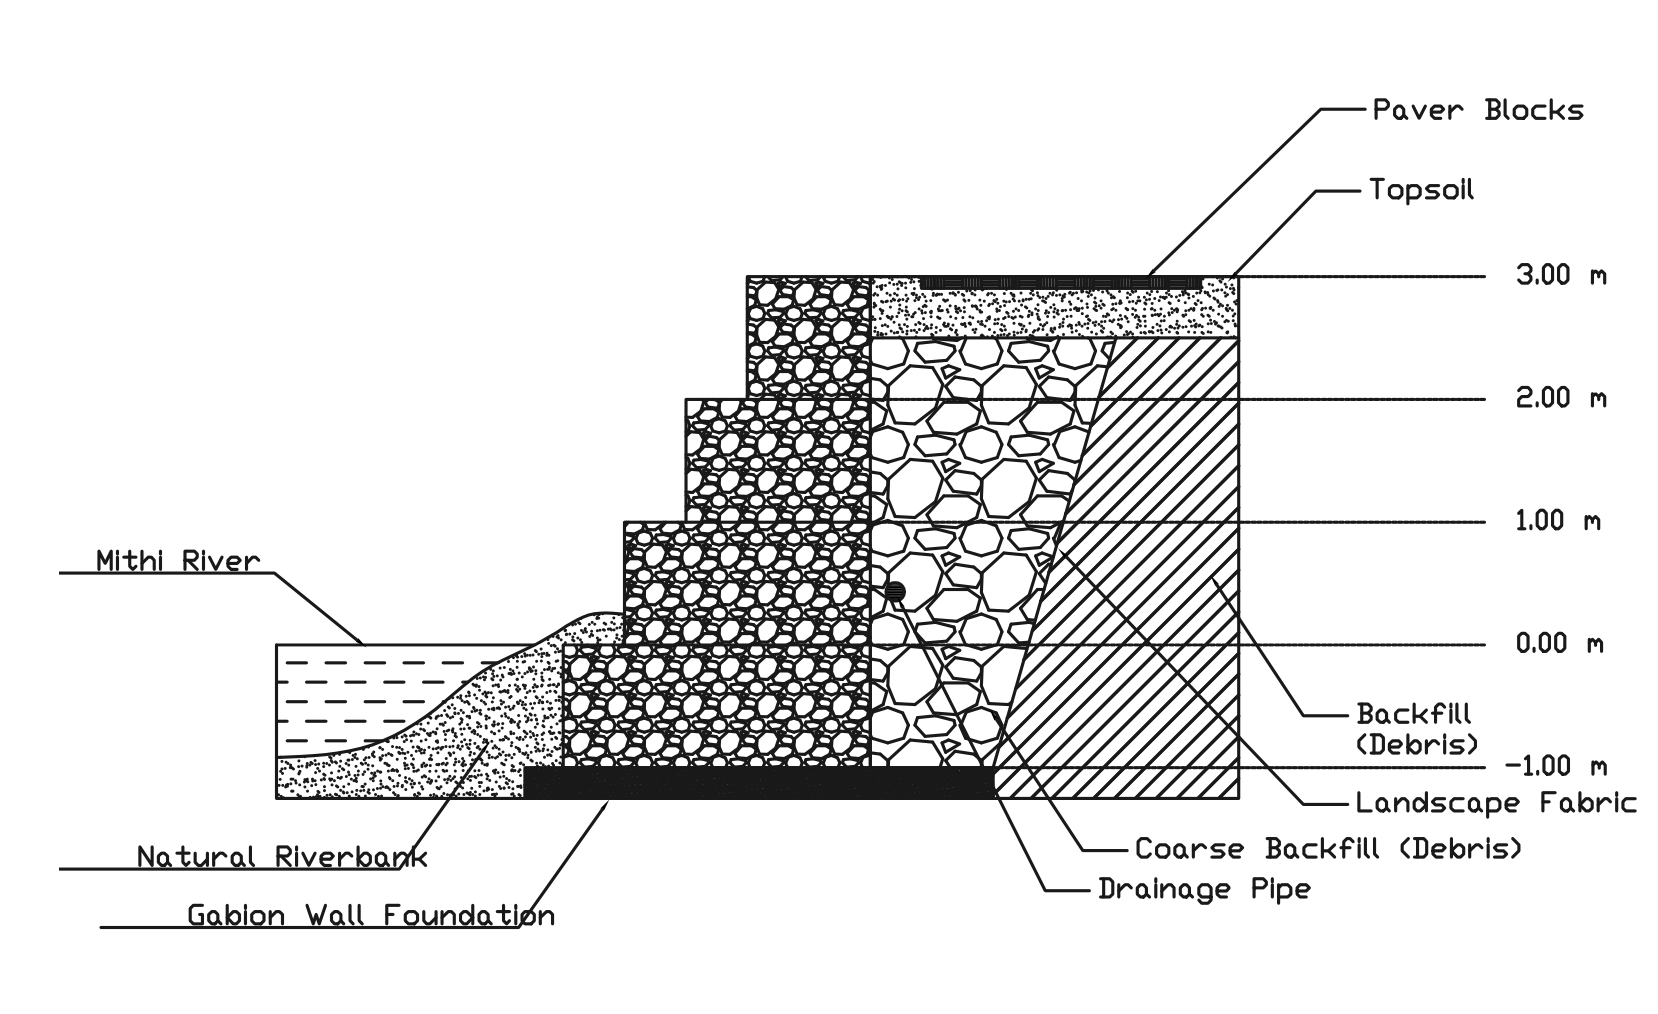 Paver Blocks
Topsoil
3.00 m
2.00 m
1.00 m
Mithi River
0.00 m
Backfill
(Debris)
-1.00 m
Landscape Fabric
Coarse Backfill (Debris)
Natural Riverbank
Drainage Pipe
Gabion Wall Foundation